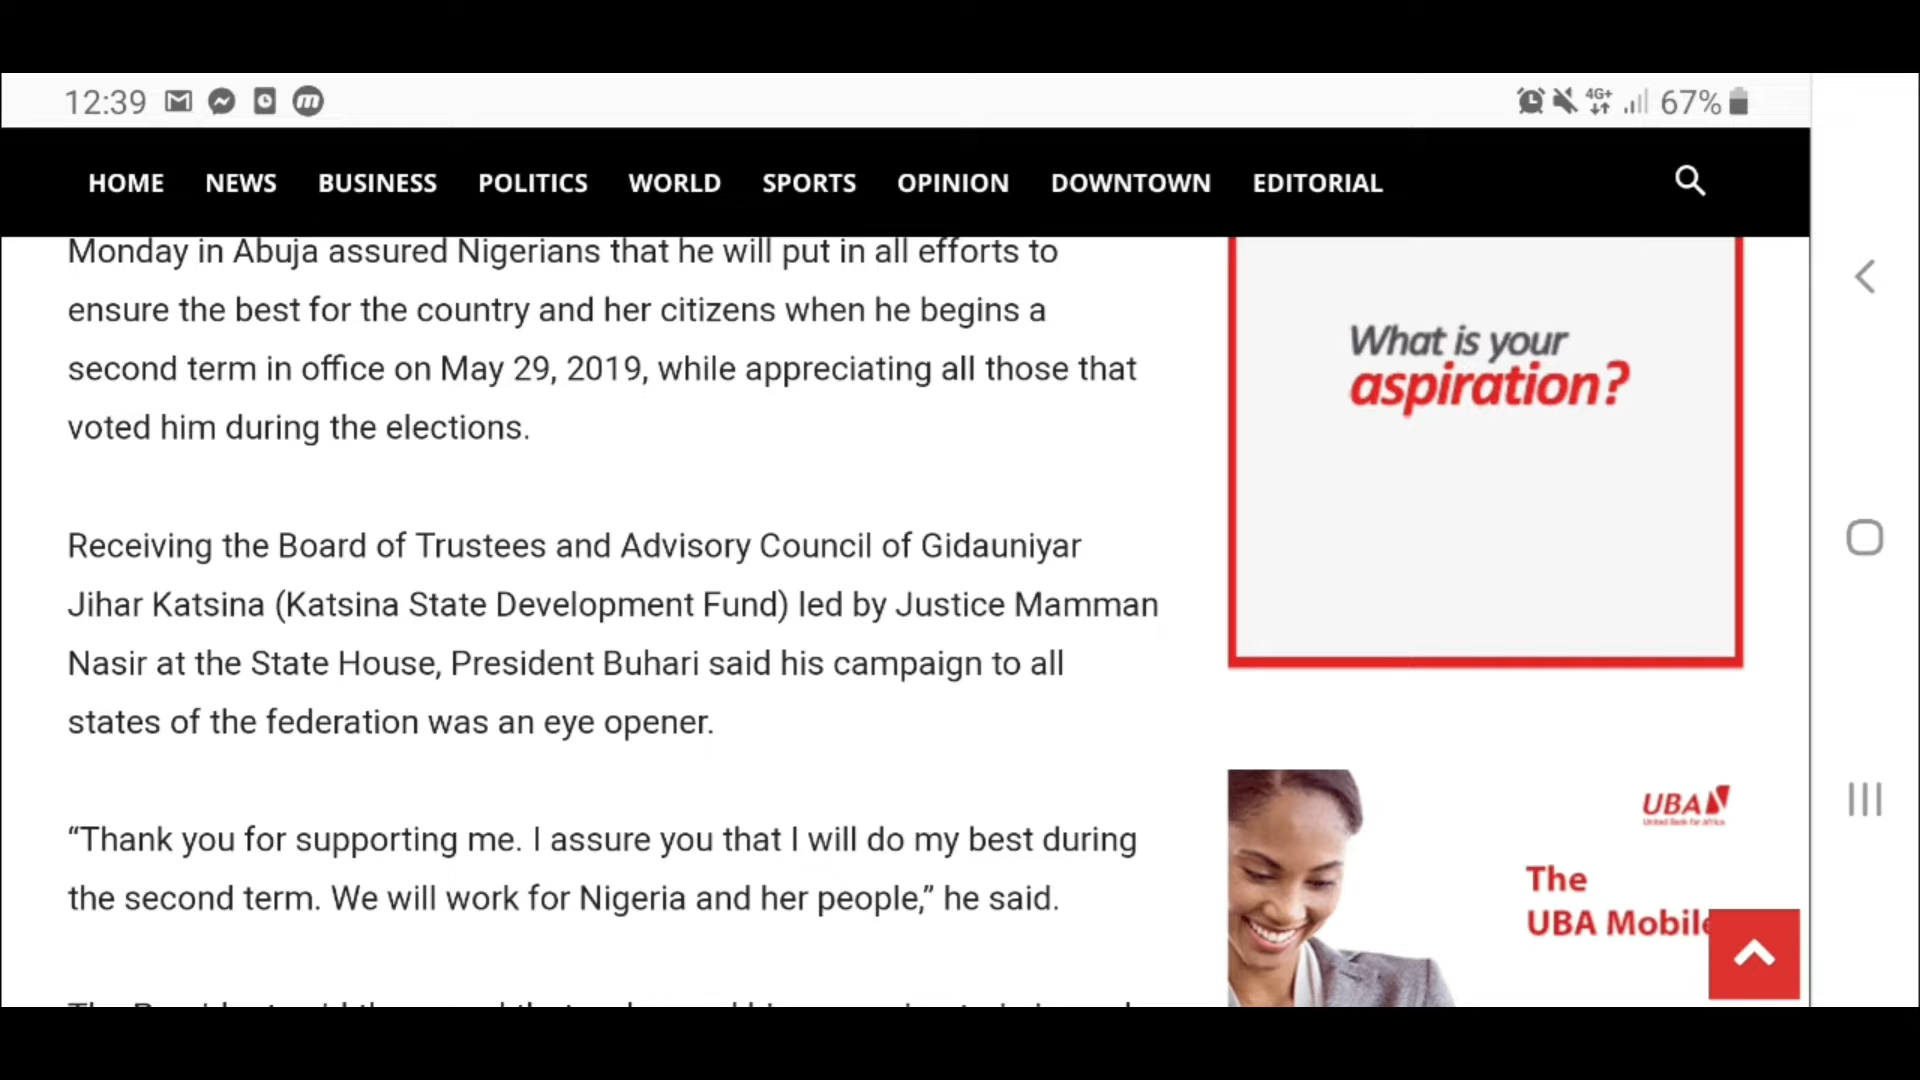 12:39
4G+
67%
HOME NEWS BUSINESS POLITICS WORLD SPORTS OPINION DOWNTOWN EDITORIAL
Monday in Abuja assured Nigerians that he will put in all efforts to
ensure the best for the country and her citizens when he begins a
second term in office on May 29, 2019, while appreciating all those that
voted him during the elections.
Receiving the Board of Trustees and Advisory Council of Gidauniyar
Jihar Katsina (Katsina State Development Fund) led by Justice Mamman
Nasir at the State House, President Buhari said his campaign to all
states of the federation was an eye opener.
“Thank you for supporting me. I assure you that I will do my best during
the second term. We will work for Nigeria and her people,” he said.
What is your
aspiration?
UBA
United Bank for Africa
The
UBA Mobile